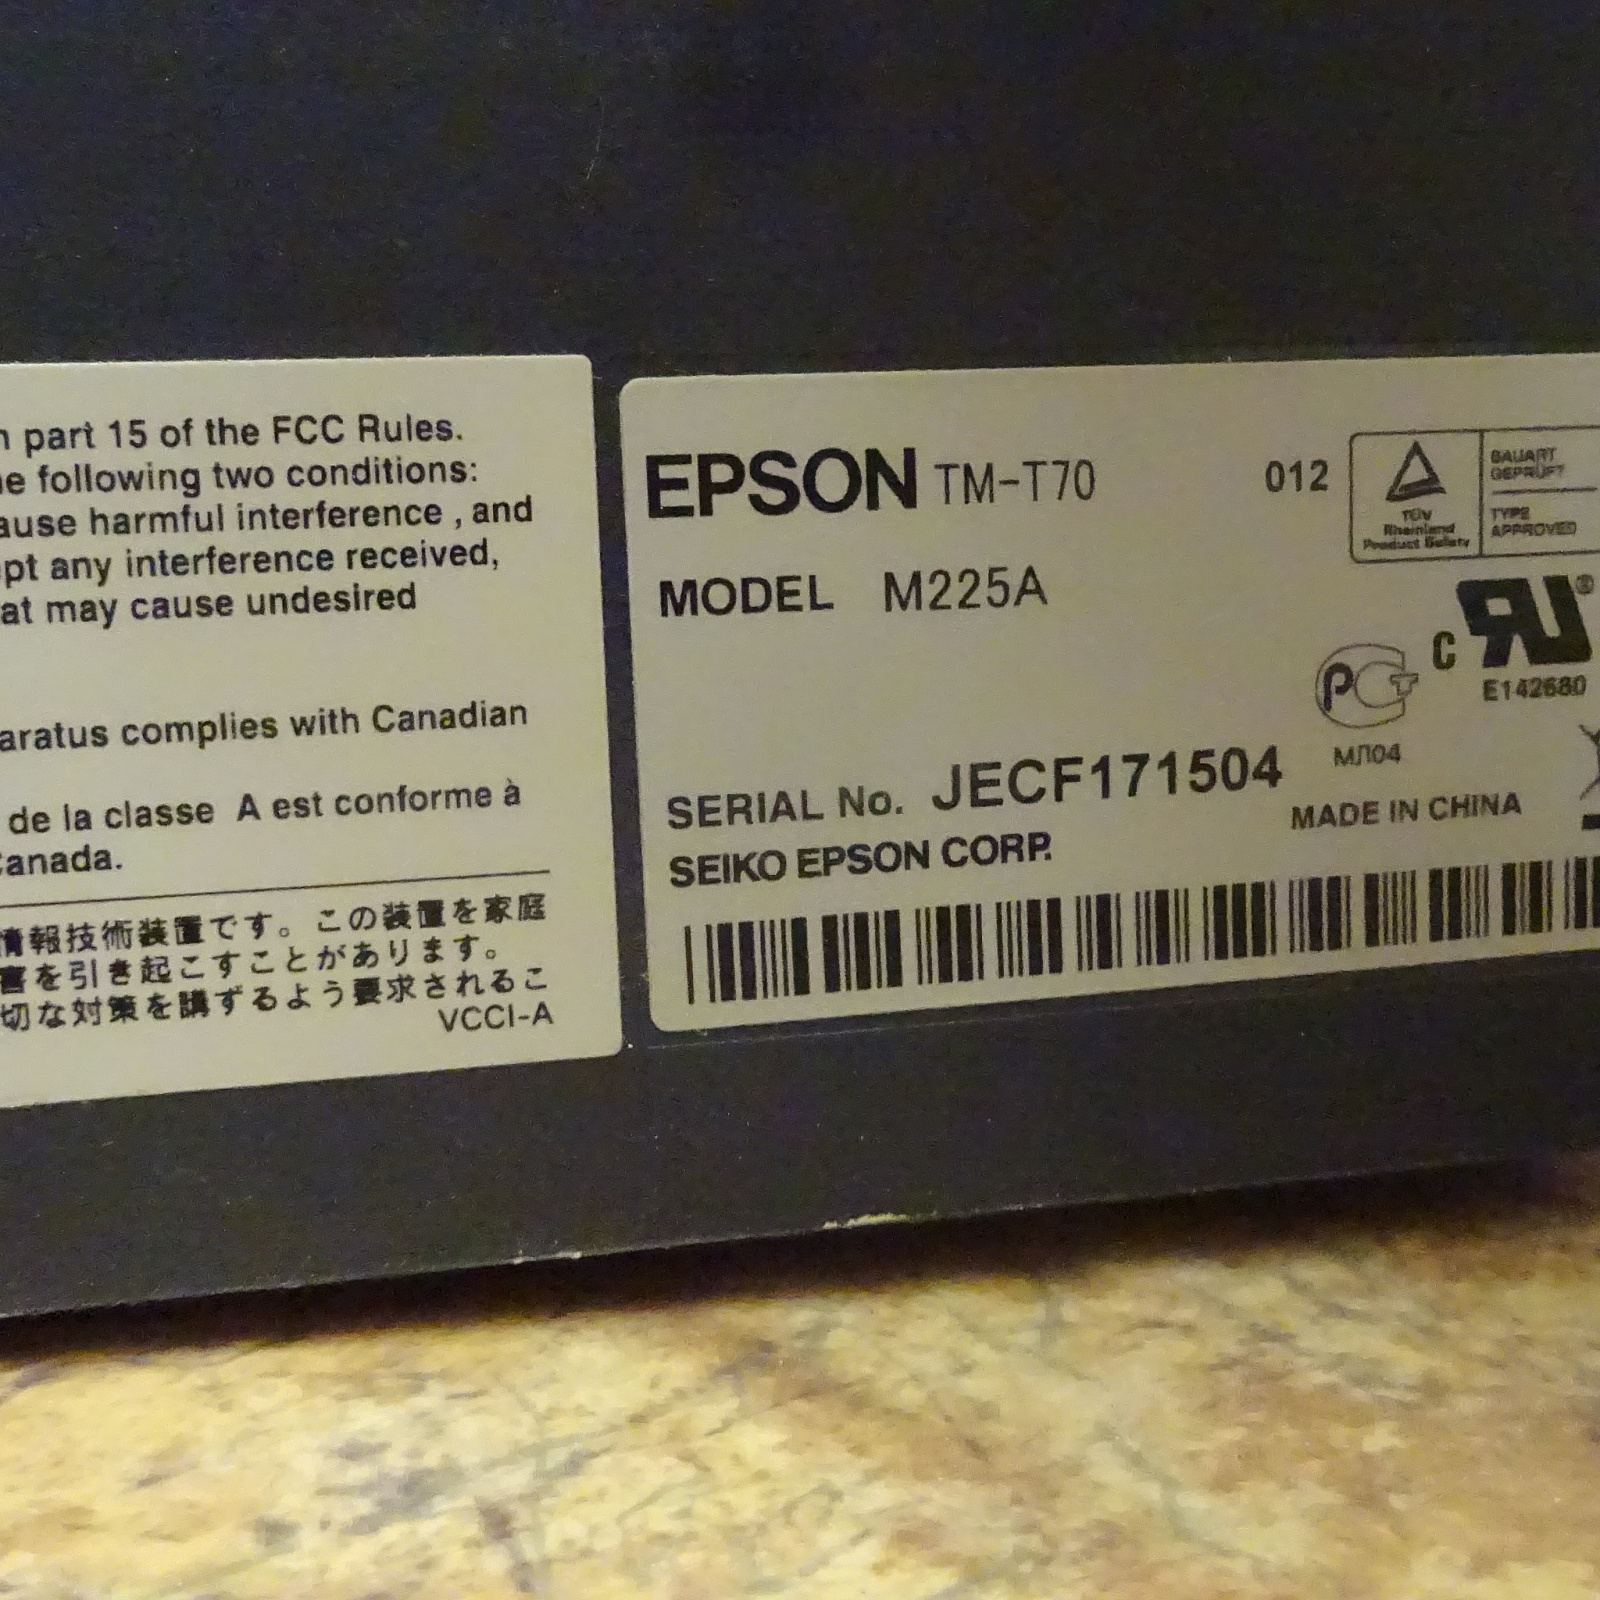 part 15 of the FCC Rules.
following two conditions:
harmful interference , and
any interference received,
at may cause undesired
complies with Canadian
de la classe A est conforme à
Canada.
情報技術装置です。この装置を家庭
害を引き起こすことがあります。
切な対策を講ずるよう要求されるこ
VCCI-A
EPSON TM-T70
012
TÜV
Rheinland
Product Safety
BAUART
GEPRÜFT
TYPE
APPROVED
MODEL M225A
C RU ®
E142680
PCT
МЛ04
SERIAL No. JECF171504
MADE IN CHINA
SEIKO EPSON CORP.